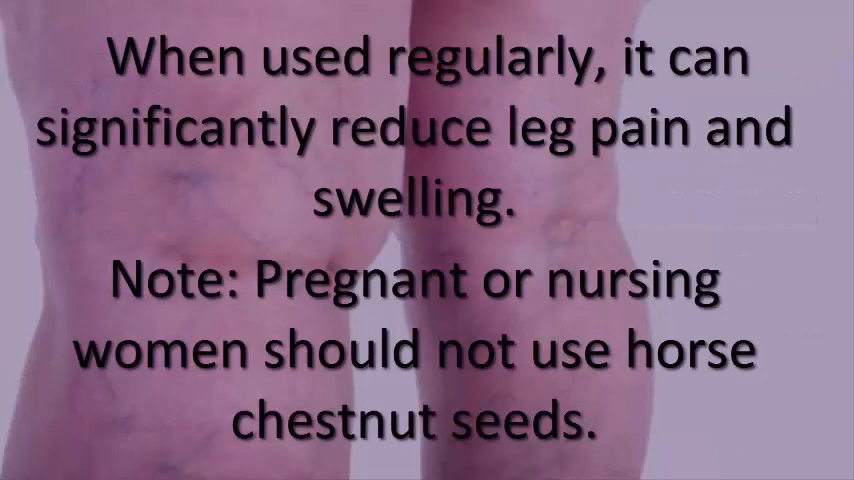 When used regularly, it can
significantly reduce leg pain and
swelling.
Note: Pregnant or nursing
women should not use horse
chestnut seeds.